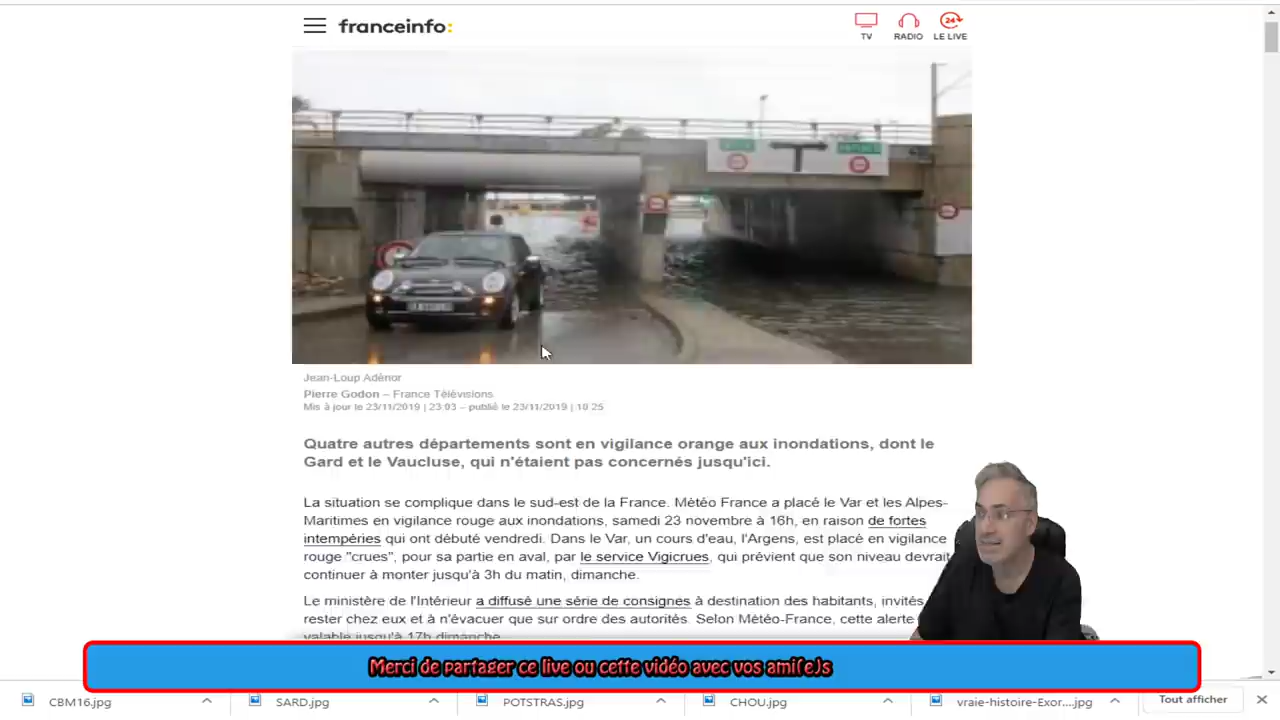 franceinfo:
TV
RADIO
LE LIVE
Jean-Loup Adénor
Pierre Godon – France Télévisions
Mis à jour le 23/11/2019 | 23:03 – publié le 23/11/2019 | 10:25
Quatre autres départements sont en vigilance orange aux inondations, dont le
Gard et le Vaucluse, qui n'étaient pas concernés jusqu'ici.
La situation se complique dans le sud-est de la France. Météo France a placé le Var et les Alpes-
Maritimes en vigilance rouge aux inondations, samedi 23 novembre à 16h, en raison de fortes
intempéries qui ont débuté vendredi. Dans le Var, un cours d'eau, l'Argens, est placé en vigilance
rouge "crues", pour sa partie en aval, par le service Vigicrues, qui prévient que son niveau devrait
continuer à monter jusqu'à 3h du matin, dimanche.
Le ministère de l'Intérieur a diffusé une série de consignes à destination des habitants, invités
rester chez eux et à n'évacuer que sur ordre des autorités. Selon Météo-France, cette alerte
valable jusqu'à 17h dimanche
Merci de partager ce live ou cette vidéo avec vos ami(e)s
CBM16.jpg
SARD.jpg
POTSTRAS.jpg
CHOU.jpg
vraie-histoire-Exor....jpg
Tout afficher